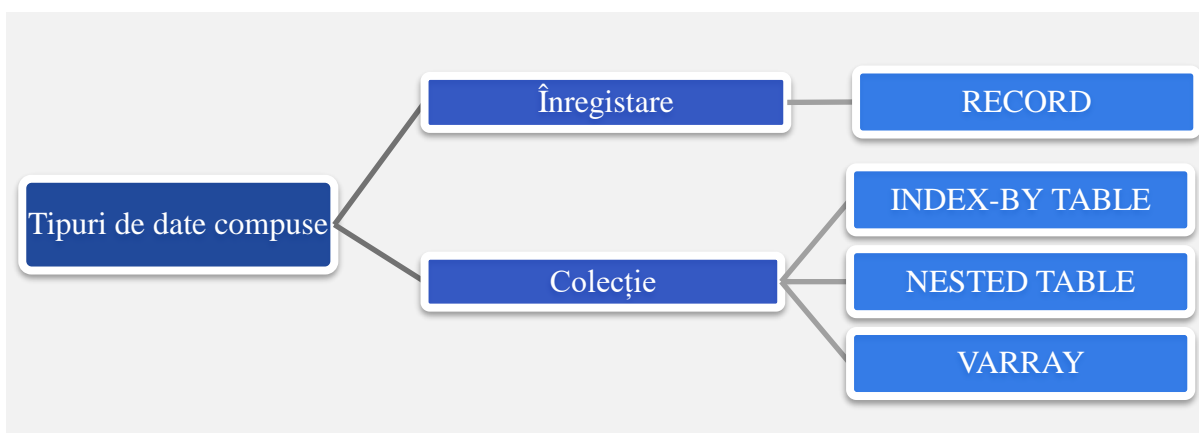 Înregistare
RECORD
INDEX-BY TABLE
Tipuri de date compuse
Colecție
NESTED TABLE
VARRAY